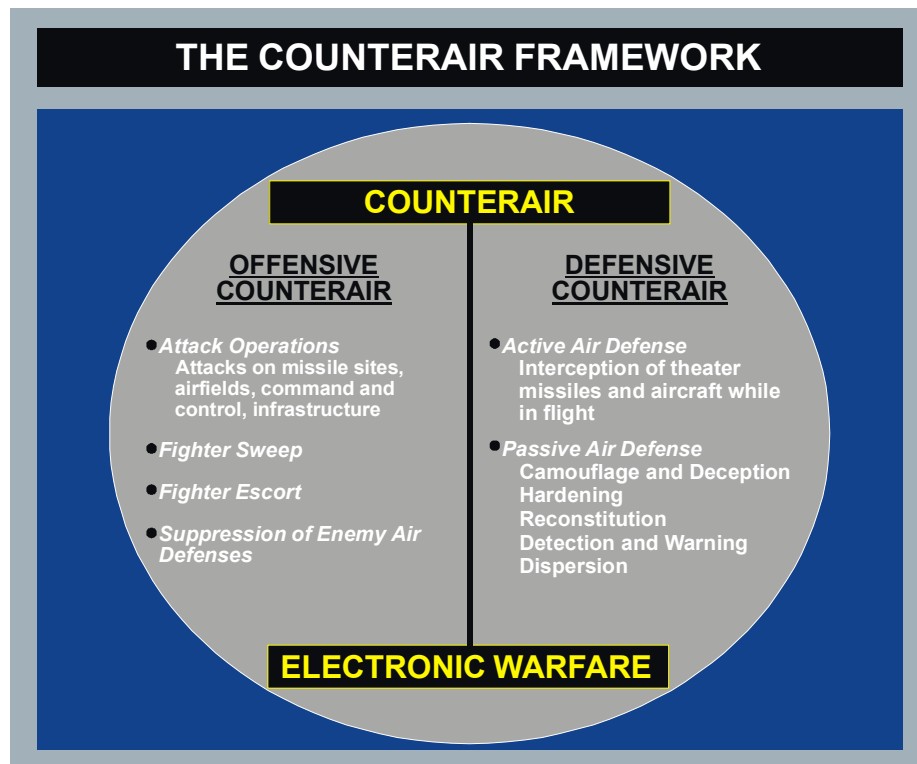 THE COUNTERAIR FRAMEWORK
COUNTERAIR
OFFENSIVE
COUNTERAIR
•Attack Operations
Attacks on missile sites,
airfields, command and
control, infrastructure
•Fighter Sweep
•Fighter Escort
•Suppression of Enemy Air
Defenses
DEFENSIVE
COUNTERAIR
•Active Air Defense
Interception of theater
missiles and aircraft while
in flight
•Passive Air Defense
Camouflage and Deception
Hardening
Reconstitution
Detection and Warning
Dispersion
ELECTRONIC WARFARE